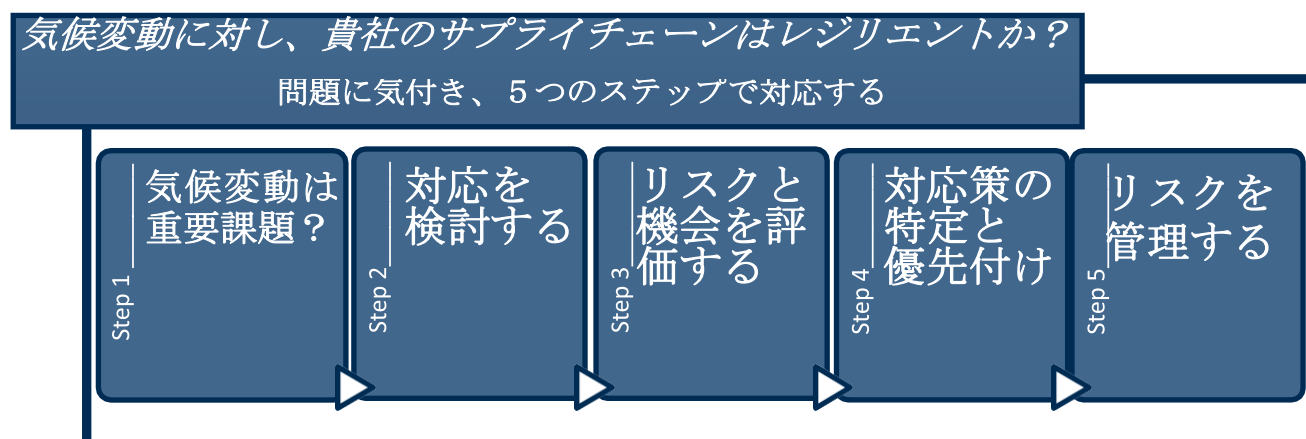 気候変動に対し、貴社のサプライチェーンはレジリエントか？
問題に気付き、５つのステップで対応する
Step 1
気候変動は
重要課題？
Step 2
対応を
検討する
Step 3
リスクと
機会を評
価する
Step 4
対応策の
特定と
優先付け
Step 5
リスクを
管理する